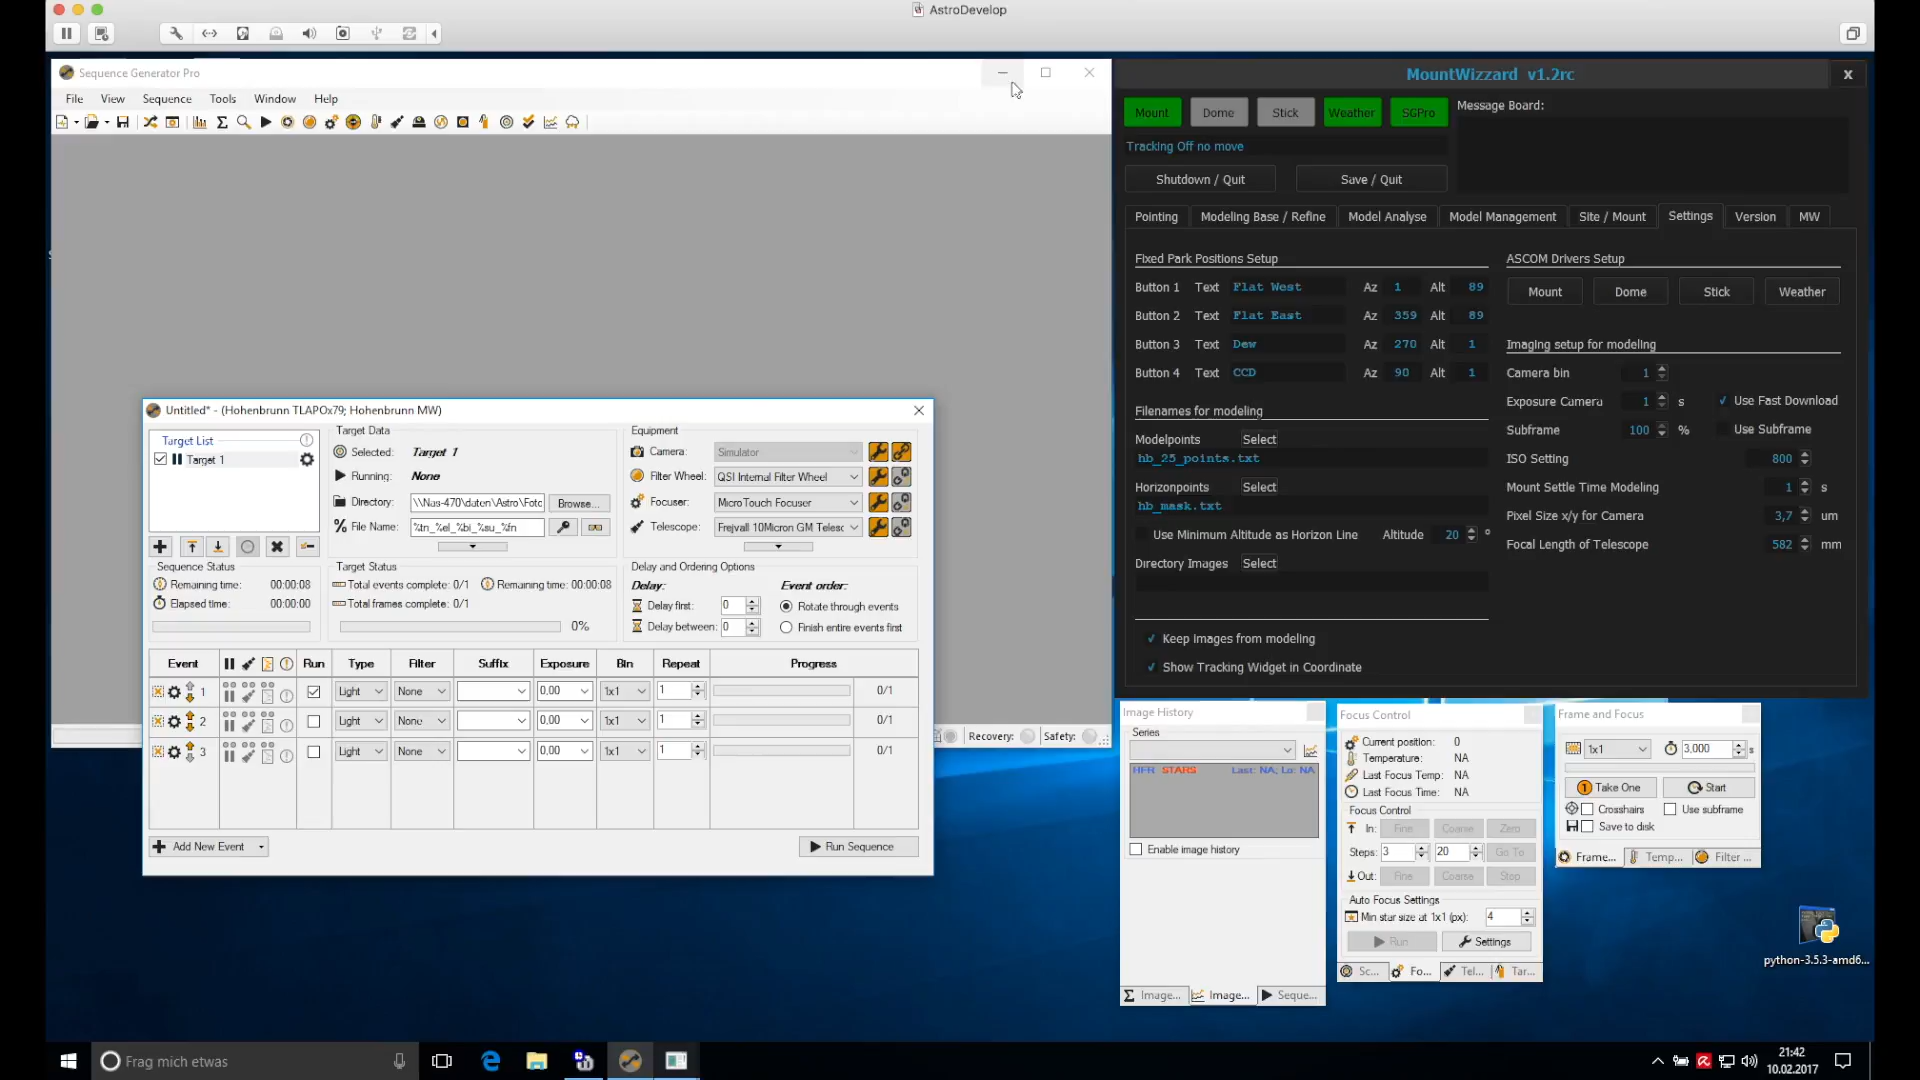 AstroDevelop
Sequence Generator Pro
File View Sequence Tools Window Help
Untitled* - (Hohenbrunn TLAPOx79; Hohenbrunn MW)
Target List
Target 1
Target Data
Selected: Target 1
Running: None
Directory: \\Nas-470\daten\Astro\Foto Browse...
File Name: %tn_%el_%bi_%su_%fn
Equipment
Camera: Simulator
Filter Wheel: QSI Internal Filter Wheel
Focuser: MicroTouch Focuser
Telescope: Frejvall 10Micron GM Telesc
Sequence Status
Remaining time: 00:00:08
Elapsed time: 00:00:00
Target Status
Total events complete: 0/1 Remaining time: 00:00:08
Total frames complete: 0/1
0%
Delay and Ordering Options
Delay: Event order:
Delay first: 0 Rotate through events
Delay between: 0 Finish entire events first
Event Run Type Filter Suffix Exposure Bin Repeat Progress
1 Light None 0,00 1x1 1 0/1
2 Light None 0,00 1x1 1 0/1
3 Light None 0,00 1x1 1 0/1
Add New Event Run Sequence
Recovery: Safety:
MountWizzard v1.2rc x
Mount Dome Stick Weather SGPro Message Board:
Tracking Off no move
Shutdown / Quit Save / Quit
Pointing Modeling Base / Refine Model Analyse Model Management Site / Mount Settings Version MW
Fixed Park Positions Setup
Button 1 Text Flat West Az 1 Alt 89
Button 2 Text Flat East Az 359 Alt 89
Button 3 Text Dew Az 270 Alt 1
Button 4 Text CCD Az 90 Alt 1
Filenames for modeling
Modelpoints Select
hb_25_points.txt
Horizonpoints Select
hb_mask.txt
Use Minimum Altitude as Horizon Line Altitude 20 °
Directory Images Select
Keep Images from modeling
Show Tracking Widget in Coordinate
ASCOM Drivers Setup
Mount Dome Stick Weather
Imaging setup for modeling
Camera bin 1
Exposure Camera 1 s Use Fast Download
Subframe 100 % Use Subframe
ISO Setting 800
Mount Settle Time Modeling 1 s
Pixel Size x/y for Camera 3,7 um
Focal Length of Telescope 582 mm
Image History
Series
HFR STARS Last: NA; Lo: NA
Enable image history
Image... Image... Seque...
Focus Control
Current position: 0
Temperature: NA
Last Focus Temp: NA
Last Focus Time: NA
Focus Control
In: Fine Coarse Zero
Steps: 3 20 Go To
Out: Fine Coarse Stop
Auto Focus Settings
Min star size at 1x1 (px): 4
Run Settings
Sc... Fo... Tel... Tar...
Frame and Focus
1x1 3,000 s
Take One Start
Crosshairs Use subframe
Save to disk
Frame... Temp... Filter ...
python-3.5.3-amd6...
Frag mich etwas
21:42
10.02.2017